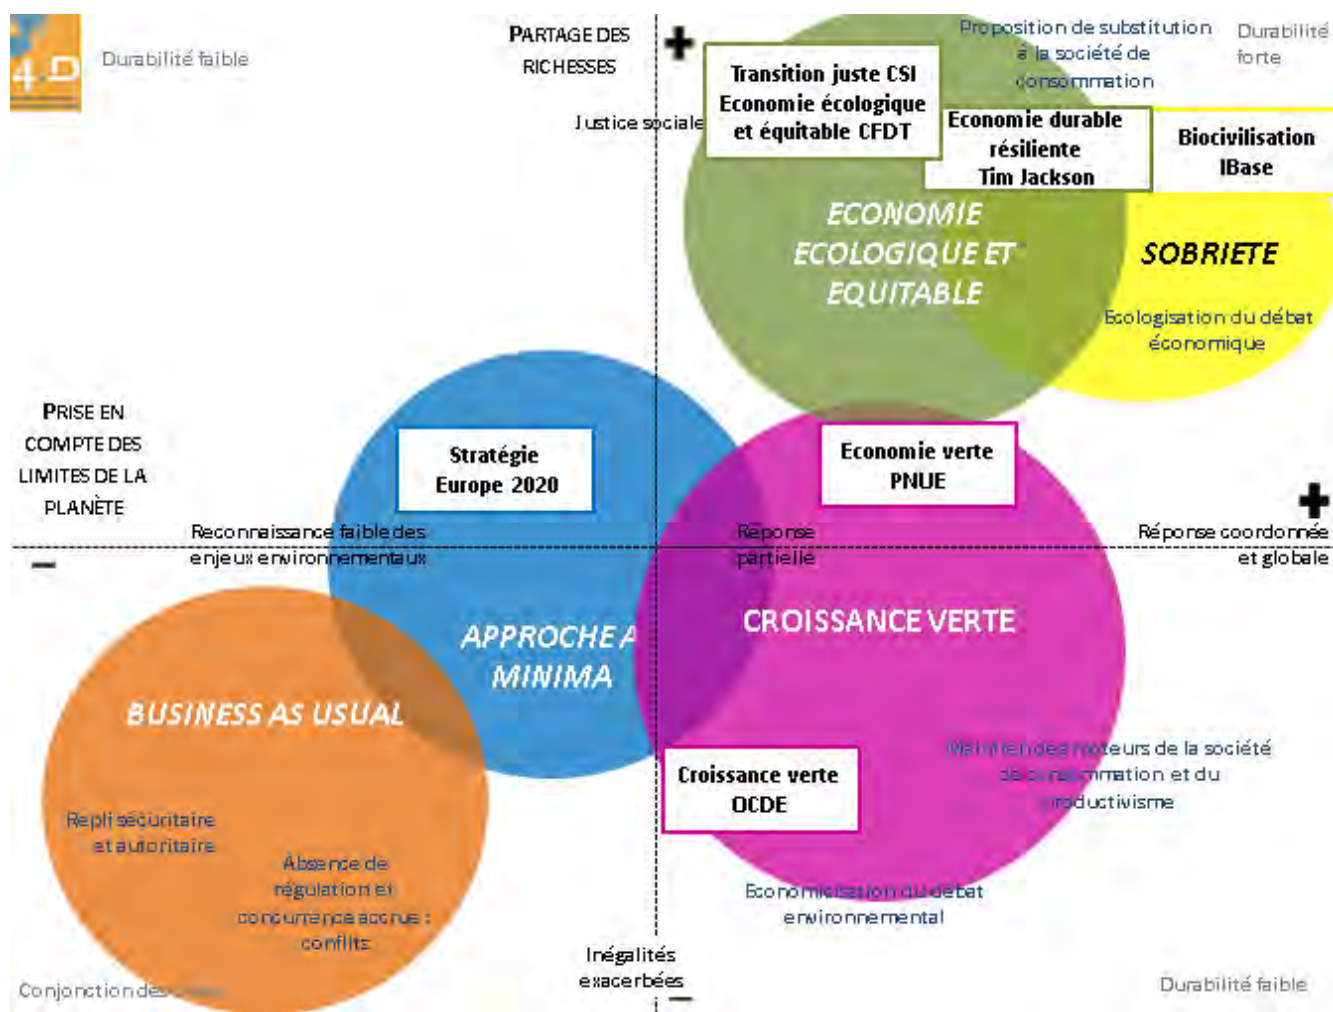 4.D
Durabilité faible
PARTAGE DES
RICHESSES
+
Justice sociale
Proposition de substitution
à la société de
consommation
Durabilité
forte
Transition juste CSI
Economie écologique
et équitable CFDT
Economie durable
résiliente
Tim Jackson
Biocivilisation
IBase
ECONOMIE
ECOLOGIQUE ET
EQUITABLE
SOBRIETE
Ecologisation du débat
économique
PRISE EN
COMPTE DES
LIMITES DE LA
PLANÈTE
Stratégie
Europe 2020
Economie verte
PNUE
+
Reconnaissance faible des
enjeux environnementaux
Réponse
partielle
Réponse coordonnée
et globale
–
APPROCHE A
MINIMA
CROISSANCE VERTE
BUSINESS AS USUAL
Croissance verte
OCDE
Maintien des moteurs de la société
de consommation et du
productivisme
Repli sécuritaire
et autoritaire
Absence de
régulation et
concurrence accrue :
conflits
Economicisation du débat
environnemental
Inégalités
exacerbées
–
Conjonction des
Durabilité faible